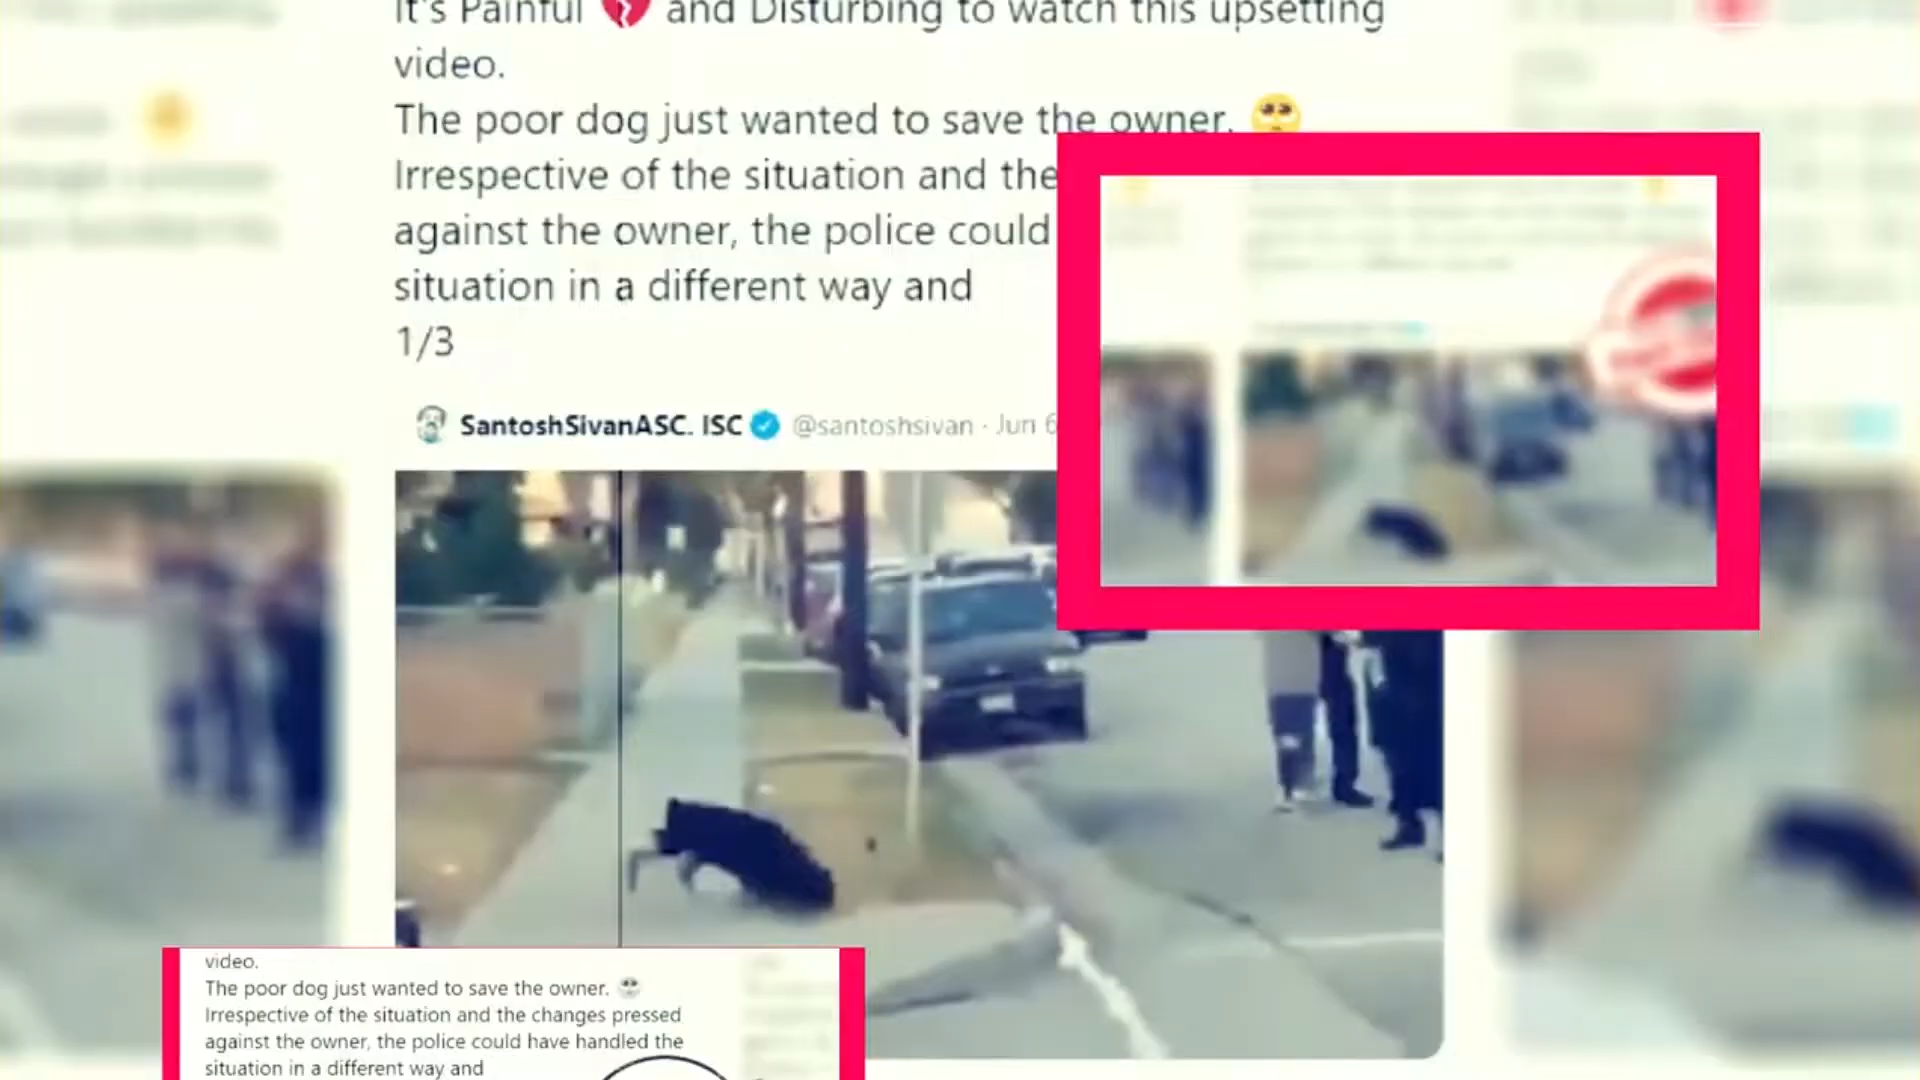 It's Painful 💔 and Disturbing to watch this upsetting
video.
The poor dog just wanted to save the owner. 🥺
Irrespective of the situation and the
against the owner, the police could
situation in a different way and
1/3
SantoshSivanASC. ISC @santoshsivan · Jun 6
video.
The poor dog just wanted to save the owner. 🥺
Irrespective of the situation and the changes pressed
against the owner, the police could have handled the
situation in a different way and